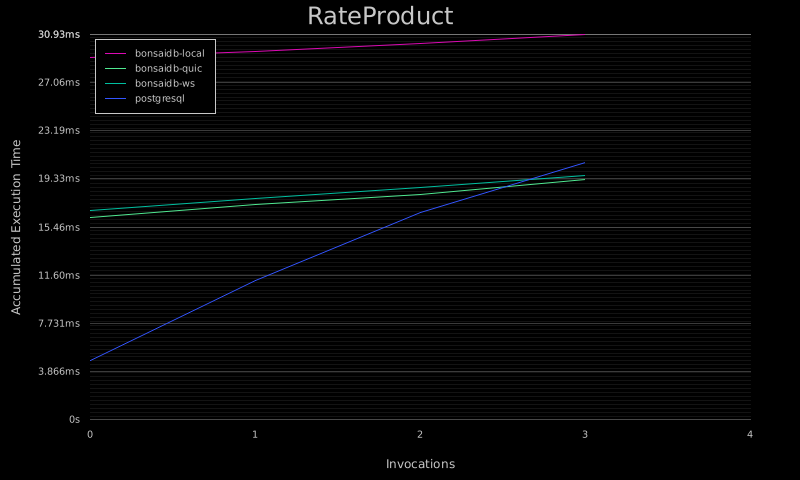 RateProduct
30.93ms
bonsaidb-local
bonsaidb-quic
27.06ms
bonsaidb-ws
postgresql
23.19ms
19.33ms
15.46ms
11.60ms
7.731ms
3.866ms
0s
0 1 2 3 4
Accumulated Execution Time
Invocations